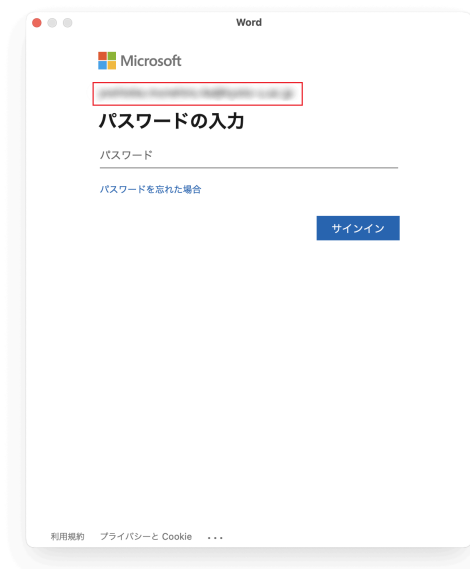 Word
Microsoft
パスワードの入力
パスワード
パスワードを忘れた場合
サインイン
利用規約 プライバシーと Cookie ...